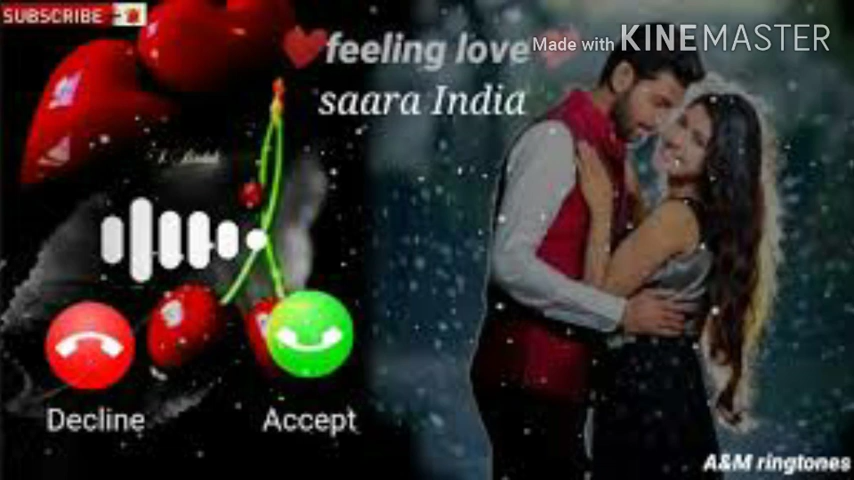 SUBSCRIBE
feeling love
Made with KINEMASTER
saara India
Decline
Accept
A&M ringtones